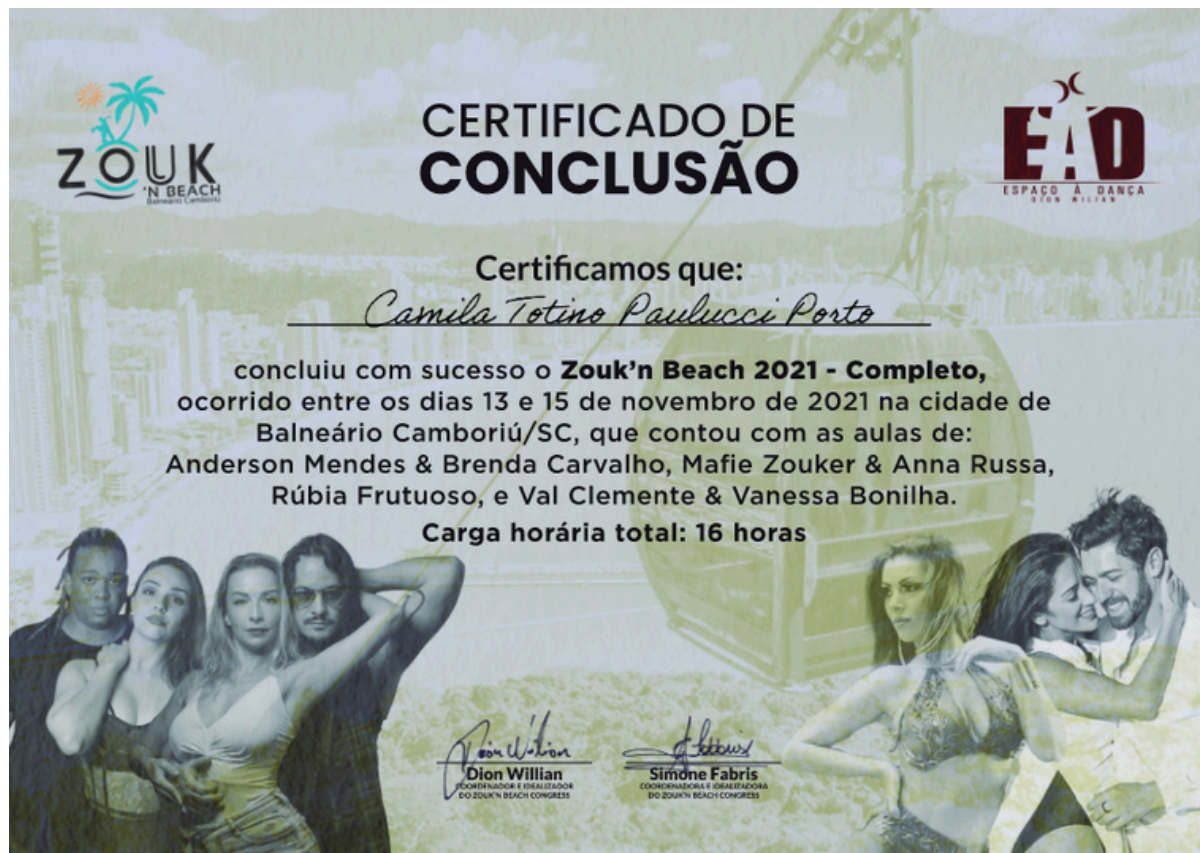 ZOUK
'N BEACH
Balneário Camboriú
CERTIFICADO DE
CONCLUSÃO
EAD
ESPAÇO À DANÇA
DION WILIAN
Certificamos que:
Camila Totino Paulucci Porto
concluiu com sucesso o Zouk'n Beach 2021 - Completo,
ocorrido entre os dias 13 e 15 de novembro de 2021 na cidade de
Balneário Camboriú/SC, que contou com as aulas de:
Anderson Mendes & Brenda Carvalho, Mafie Zouker & Anna Russa,
Rúbia Frutuoso, e Val Clemente & Vanessa Bonilha.
Carga horária total: 16 horas
Dion Willian
COORDENADOR E IDEALIZADOR
DO ZOUK'N BEACH CONGRESS
Simone Fabris
COORDENADORA E IDEALIZADORA
DO ZOUK'N BEACH CONGRESS